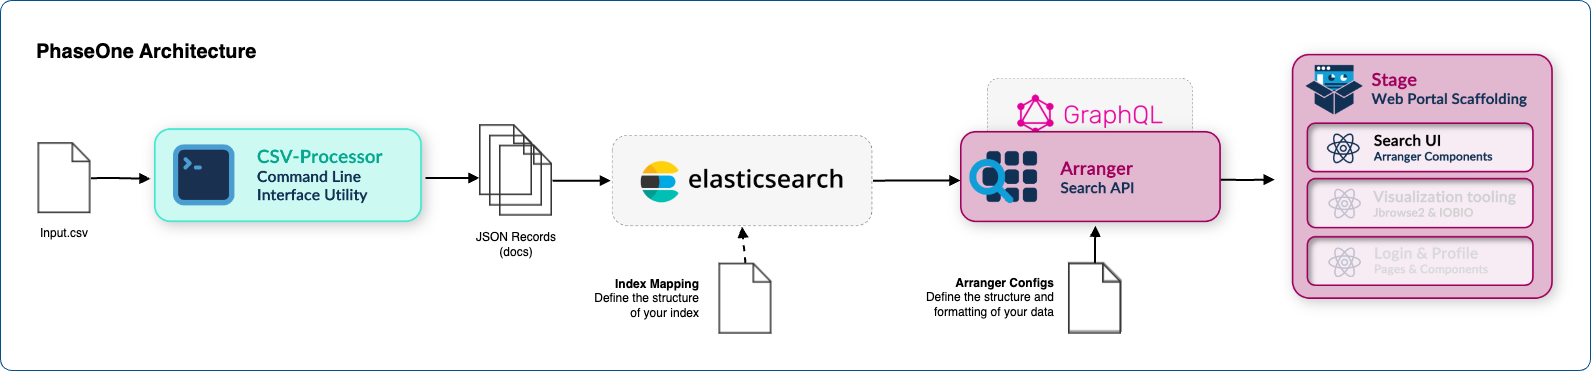 PhaseOne Architecture
Input.csv
CSV-Processor
Command Line
Interface Utility
JSON Records
(docs)
elasticsearch
Index Mapping
Define the structure
of your index
GraphQL
Arranger
Search API
Arranger Configs
Define the structure and
formatting of your data
Stage
Web Portal Scaffolding
Search UI
Arranger Components
Visualization tooling
Jbrowse2 & IOBIO
Login & Profile
Pages & Components